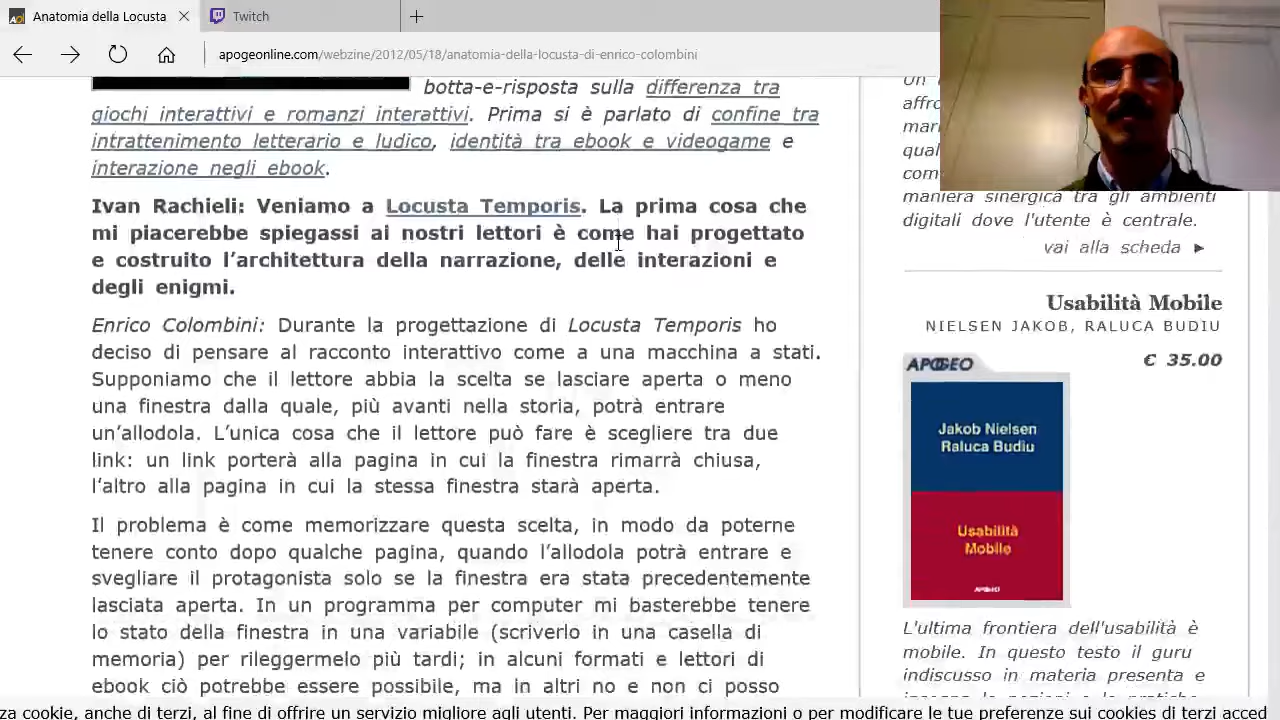 Anatomia della Locusta
Twitch
apogeonline.com/webzine/2012/05/18/anatomia-della-locusta-di-enrico-colombini
botta-e-risposta sulla differenza tra
giochi interattivi e romanzi interattivi. Prima si è parlato di confine tra
intrattenimento letterario e ludico, identità tra ebook e videogame e
interazione negli ebook.
Ivan Rachieli: Veniamo a Locusta Temporis. La prima cosa che
mi piacerebbe spiegassi ai nostri lettori è come hai progettato
e costruito l'architettura della narrazione, delle interazioni e
degli enigmi.
Enrico Colombini: Durante la progettazione di Locusta Temporis ho
deciso di pensare al racconto interattivo come a una macchina a stati.
Supponiamo che il lettore abbia la scelta se lasciare aperta o meno
una finestra dalla quale, più avanti nella storia, potrà entrare
un'allodola. L'unica cosa che il lettore può fare è scegliere tra due
link: un link porterà alla pagina in cui la finestra rimarrà chiusa,
l'altro alla pagina in cui la stessa finestra starà aperta.
Il problema è come memorizzare questa scelta, in modo da poterne
tenere conto dopo qualche pagina, quando l'allodola potrà entrare e
svegliare il protagonista solo se la finestra era stata precedentemente
lasciata aperta. In un programma per computer mi basterebbe tenere
lo stato della finestra in una variabile (scriverlo in una casella di
memoria) per rileggermelo più tardi; in alcuni formati e lettori di
ebook ciò potrebbe essere possibile, ma in altri no e non ci posso
Un
affro
mari
qual
com
maniera sinergica tra gli ambienti
digitali dove l'utente è centrale.
vai alla scheda ►
Usabilità Mobile
NIELSEN JAKOB, RALUCA BUDIU
€ 35.00
APOGEO
Jakob Nielsen
Raluca Budiu
Usabilità
Mobile
APOGEO
L'ultima frontiera dell'usabilità è
mobile. In questo testo il guru
indiscusso in materia presenta e
za cookie, anche di terzi, al fine di offrire un servizio migliore agli utenti. Per maggiori informazioni o per modificare le tue preferenze sui cookies di terzi acced